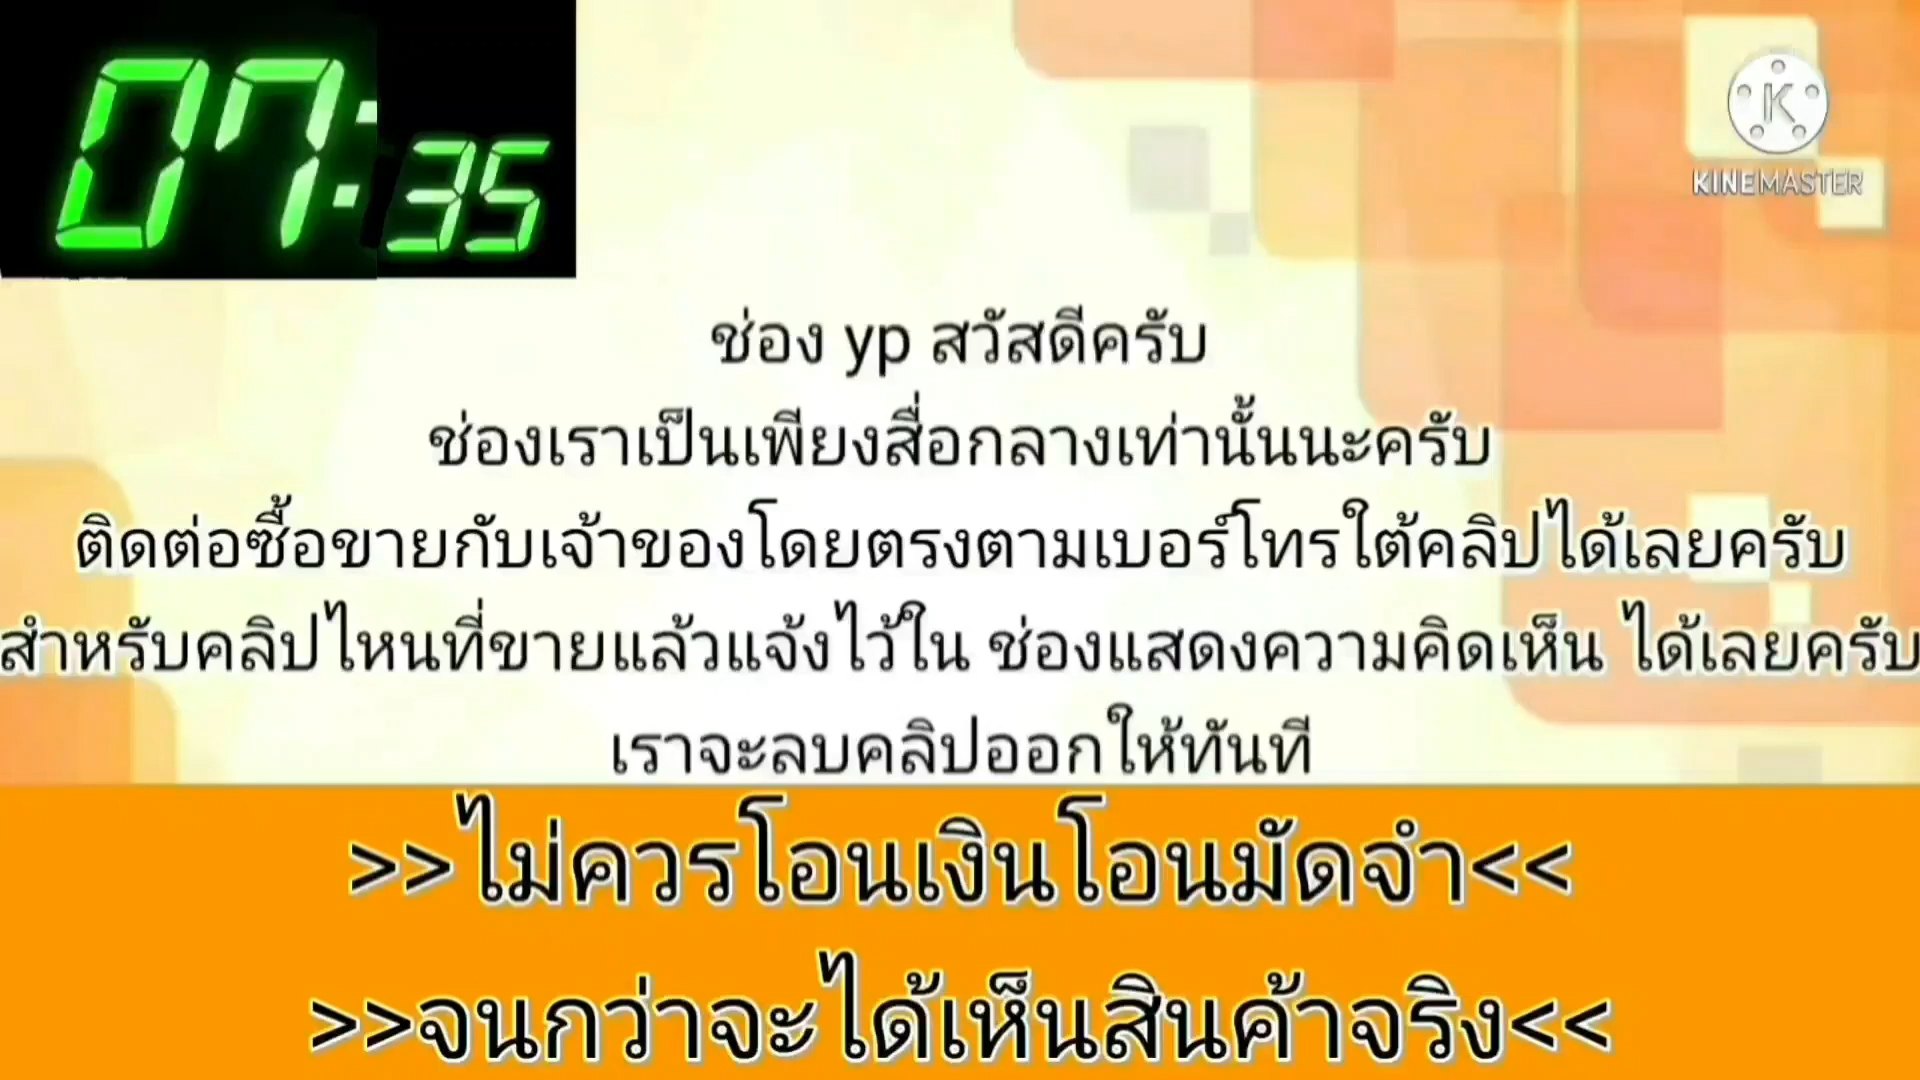 07:35
KINEMASTER
ช่อง yp สวัสดีครับ
ช่องเราเป็นเพียงสื่อกลางเท่านั้นนะครับ
ติดต่อซื้อขายกับเจ้าของโดยตรงตามเบอร์โทรใต้คลิปได้เลยครับ
สำหรับคลิปไหนที่ขายแล้วแจ้งไว้ใน ช่องแสดงความคิดเห็น ได้เลยครับ
เราจะลบคลิปออกให้ทันที
>>ไม่ควรโอนเงินโอนมัดจำ<<
>>จนกว่าจะได้เห็นสินค้าจริง<<